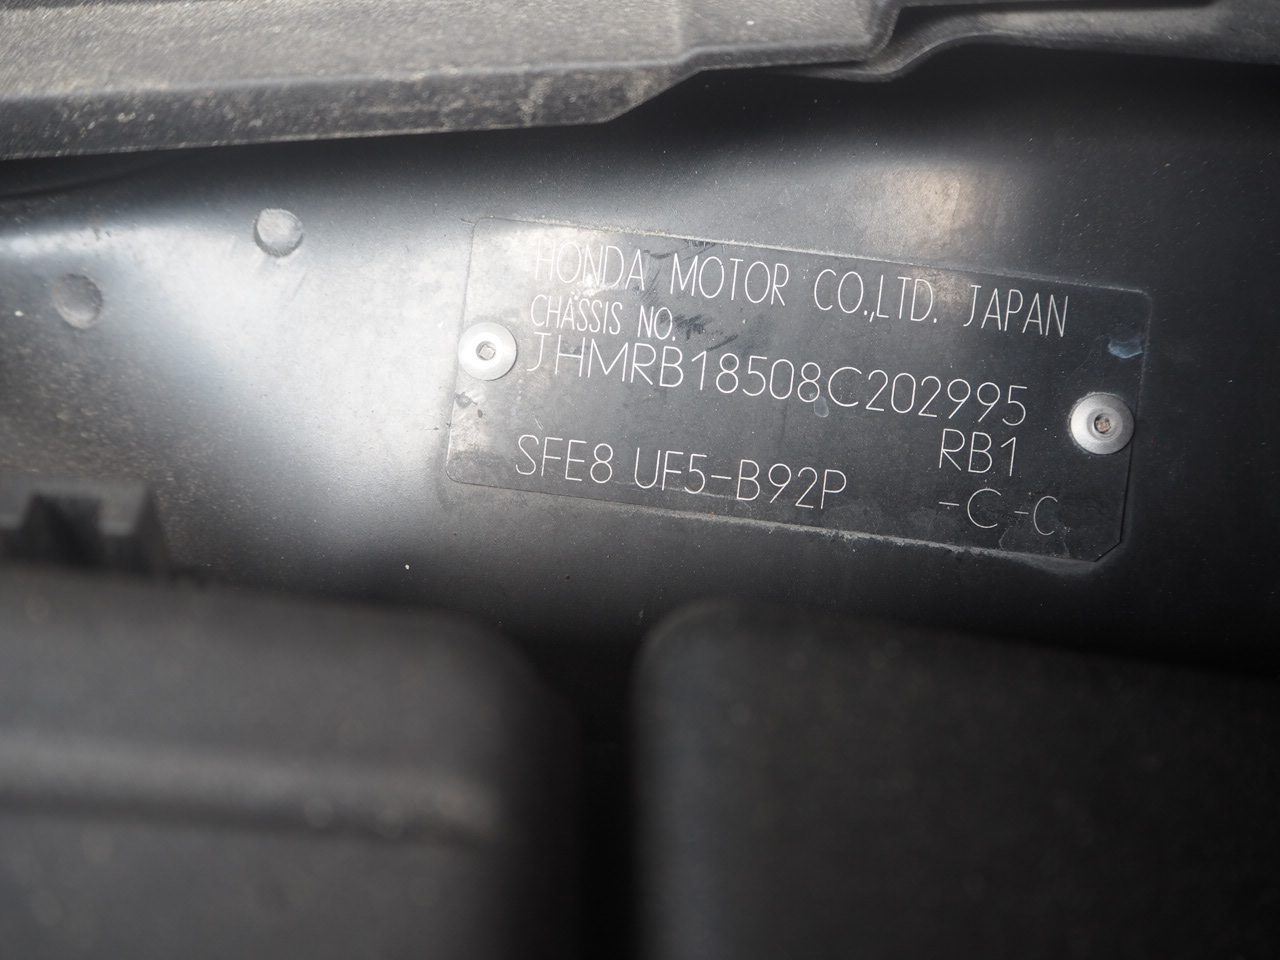 HONDA MOTOR CO.,LTD. JAPAN
CHASSIS NO.
JHMRB18508C202995
RB1
SFE8 UF5-B92P
-C -C